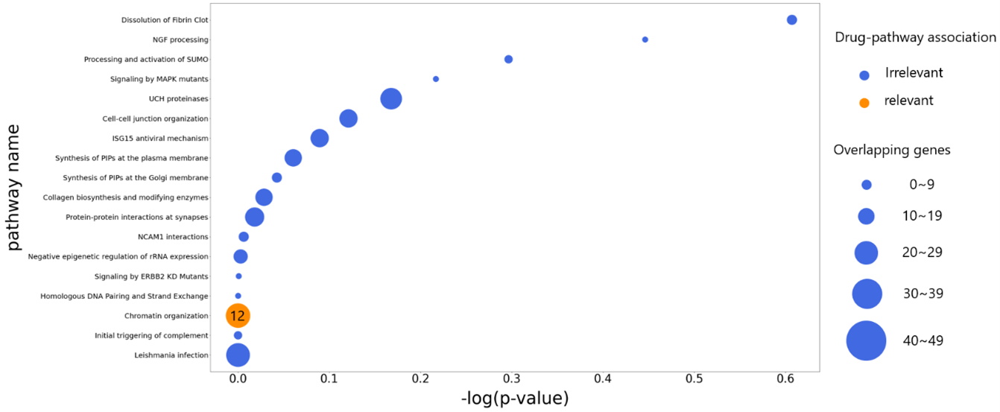 pathway name
Dissolution of Fibrin Clot
NGF processing
Processing and activation of SUMO
Signaling by MAPK mutants
UCH proteinases
Cell-cell junction organization
ISG15 antiviral mechanism
Synthesis of PIPs at the plasma membrane
Synthesis of PIPs at the Golgi membrane
Collagen biosynthesis and modifying enzymes
Protein-protein interactions at synapses
NCAM1 interactions
Negative epigenetic regulation of rRNA expression
Signaling by ERBB2 KD Mutants
Homologous DNA Pairing and Strand Exchange
Chromatin organization
Initial triggering of complement
Leishmania infection
12
0.0 0.1 0.2 0.3 0.4 0.5 0.6
-log(p-value)
Drug-pathway association
Irrelevant
relevant
Overlapping genes
0~9
10~19
20~29
30~39
40~49